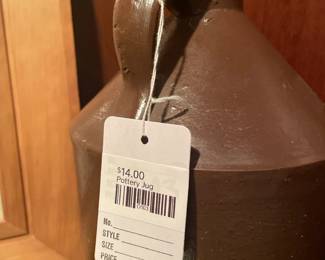 $14.00
Pottery Jug
No.
STYLE
SIZE
PRICE